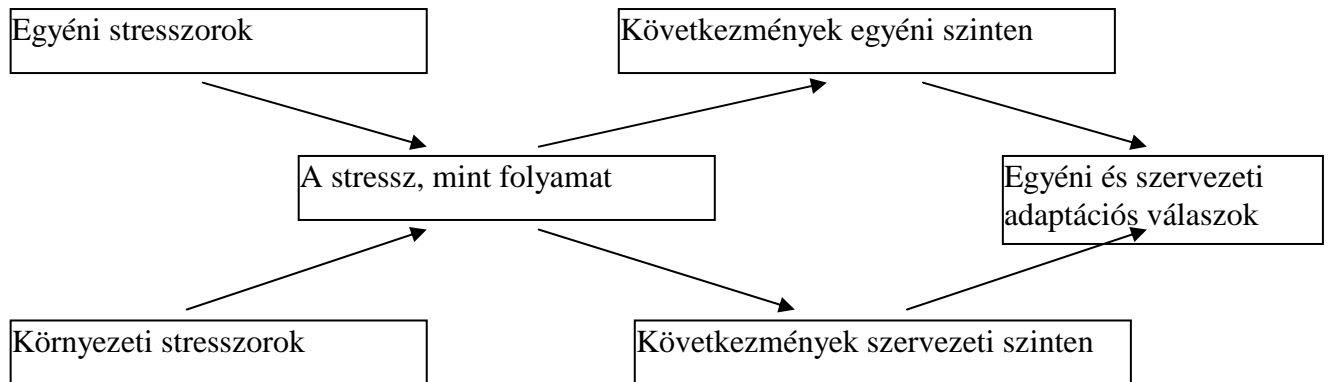 Egyéni stresszorok
Következmények egyéni szinten
A stressz, mint folyamat
Egyéni és szervezeti
adaptációs válaszok
Környezeti stresszorok
Következmények szervezeti szinten